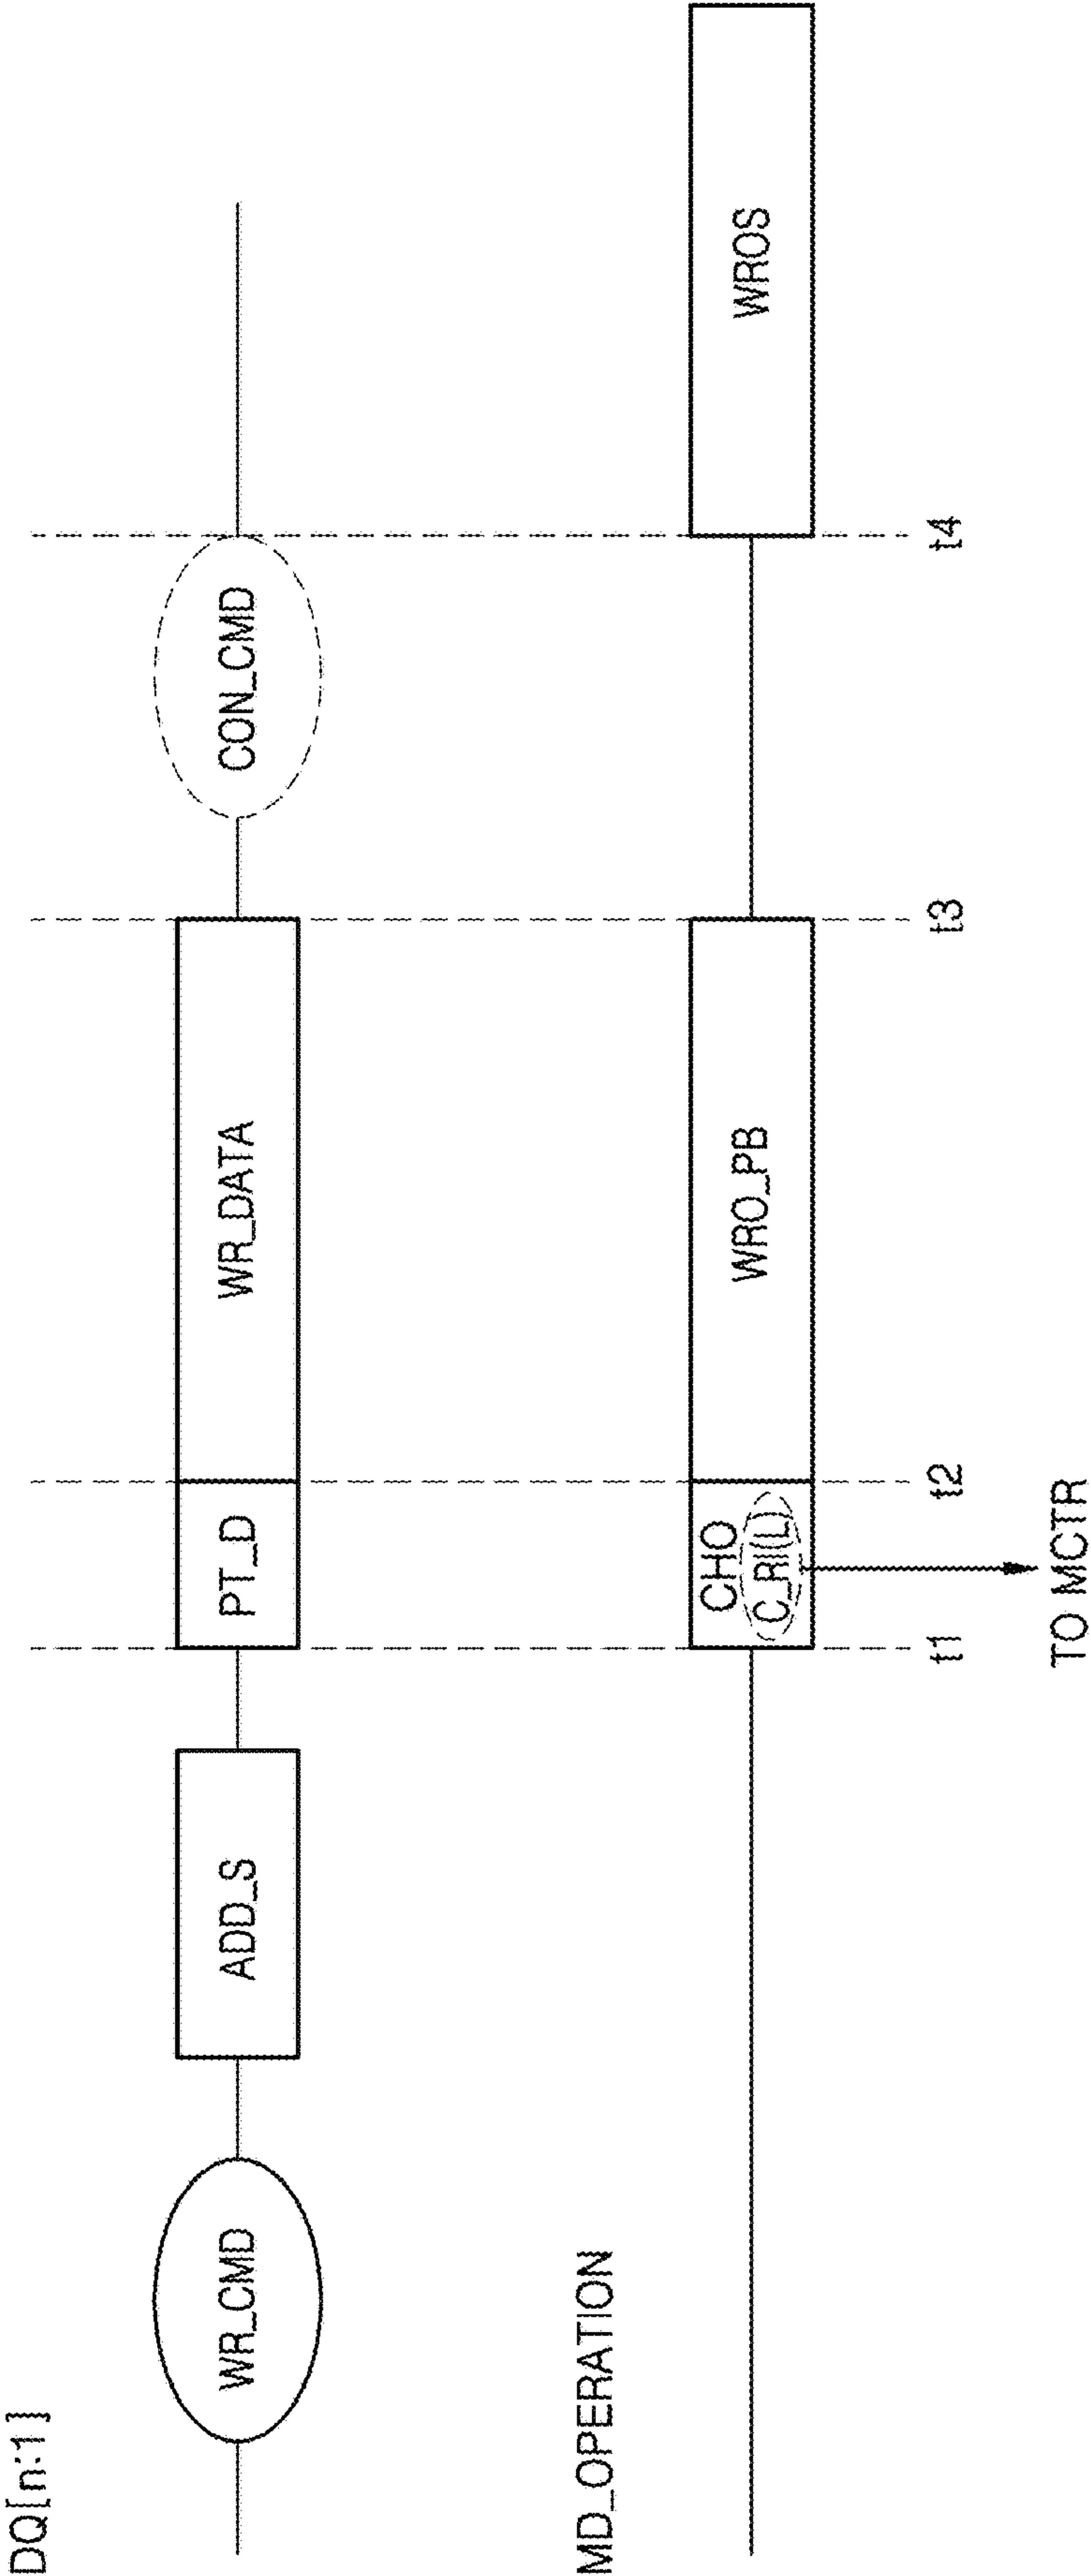 DQ[n:1]
WR_CMD
ADD_S
PT_D
WR_DATA
CON_CMD
MD_OPERATION
CHO
C_RI(L)
WRO_PB
WROS
t1
t2
t3
t4
TO MCTR